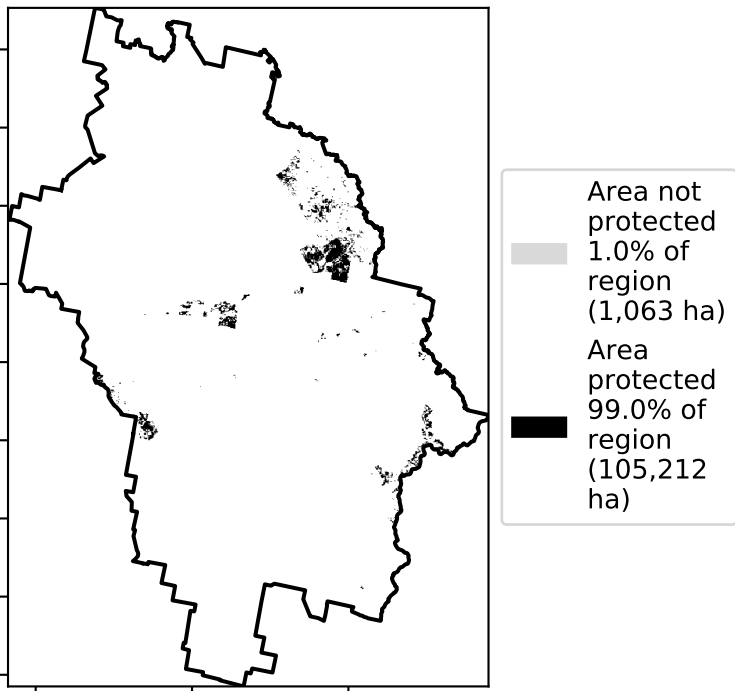 Area not
protected
1.0% of
region
(1,063 ha)
Area
protected
99.0% of
region
(105,212
ha)